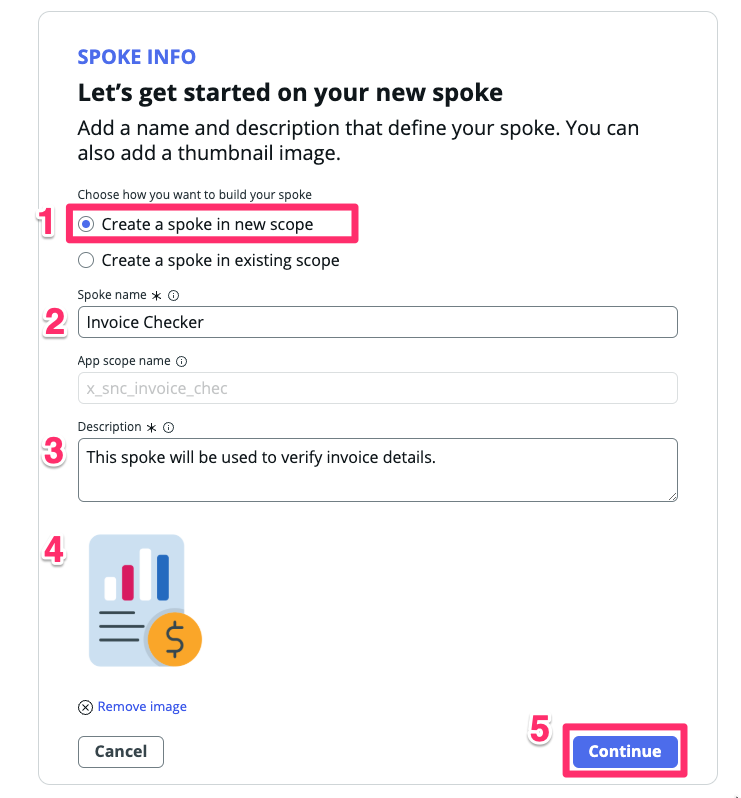 SPOKE INFO
Let’s get started on your new spoke
Add a name and description that define your spoke. You can
also add a thumbnail image.
Choose how you want to build your spoke
1
Create a spoke in new scope
Create a spoke in existing scope
Spoke name *
2
Invoice Checker
App scope name
x_snc_invoice_chec
Description *
3
This spoke will be used to verify invoice details.
4
$
Remove image
5
Cancel
Continue